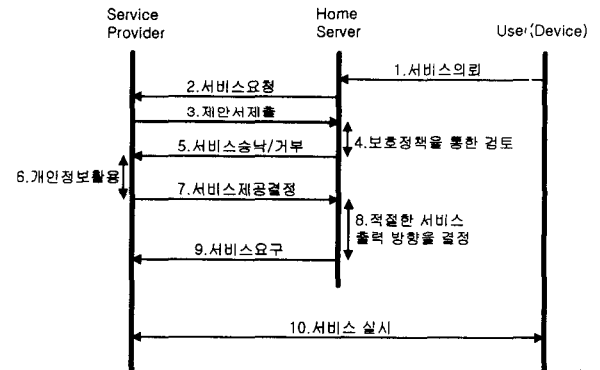 Service Provider
Home Server
User(Device)
1.서비스의뢰
2.서비스요청
3.제안서제출
4.보호정책을 통한 검토
5.서비스승낙/거부
6.개인정보활용
7.서비스제공결정
8.적절한 서비스
출력 방향을 결정
9.서비스요구
10.서비스 실시